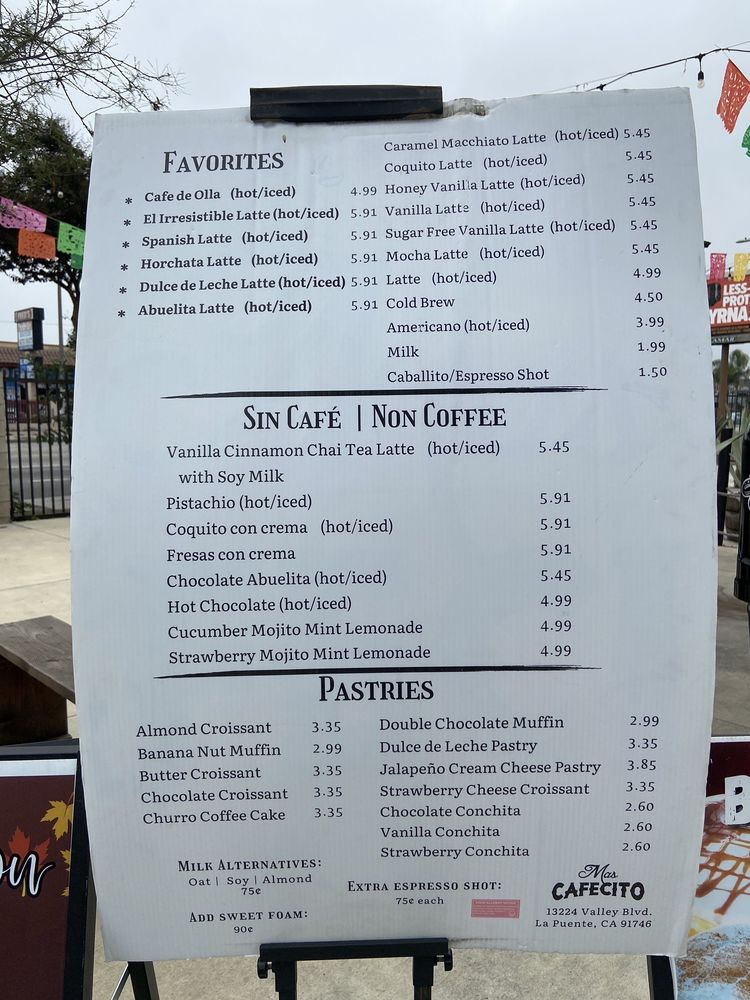 FAVORITES
* Cafe de Olla (hot/iced) 4.99
* El Irresistible Latte (hot/iced) 5.91
* Spanish Latte (hot/iced) 5.91
* Horchata Latte (hot/iced) 5.91
* Dulce de Leche Latte (hot/iced) 5.91
* Abuelita Latte (hot/iced) 5.91
Caramel Macchiato Latte (hot/iced) 5.45
Coquito Latte (hot/iced) 5.45
Honey Vanilla Latte (hot/iced) 5.45
Vanilla Latte (hot/iced) 5.45
Sugar Free Vanilla Latte (hot/iced) 5.45
Mocha Latte (hot/iced) 5.45
Latte (hot/iced) 4.99
Cold Brew 4.50
Americano (hot/iced) 3.99
Milk 1.99
Caballito/Espresso Shot 1.50
SIN CAFÉ | NON COFFEE
Vanilla Cinnamon Chai Tea Latte (hot/iced) 5.45
with Soy Milk
Pistachio (hot/iced) 5.91
Coquito con crema (hot/iced) 5.91
Fresas con crema 5.91
Chocolate Abuelita (hot/iced) 5.45
Hot Chocolate (hot/iced) 4.99
Cucumber Mojito Mint Lemonade 4.99
Strawberry Mojito Mint Lemonade 4.99
PASTRIES
Almond Croissant 3.35
Banana Nut Muffin 2.99
Butter Croissant 3.35
Chocolate Croissant 3.35
Churro Coffee Cake 3.35
Double Chocolate Muffin 2.99
Dulce de Leche Pastry 3.35
Jalapeño Cream Cheese Pastry 3.85
Strawberry Cheese Croissant 3.35
Chocolate Conchita 2.60
Vanilla Conchita 2.60
Strawberry Conchita 2.60
MILK ALTERNATIVES:
Oat | Soy | Almond
75¢
ADD SWEET FOAM:
90¢
EXTRA ESPRESSO SHOT:
75¢ each
Mas
CAFECITO
13224 Valley Blvd.
La Puente, CA 91746
LESS-
PROT
YRNA
on
B